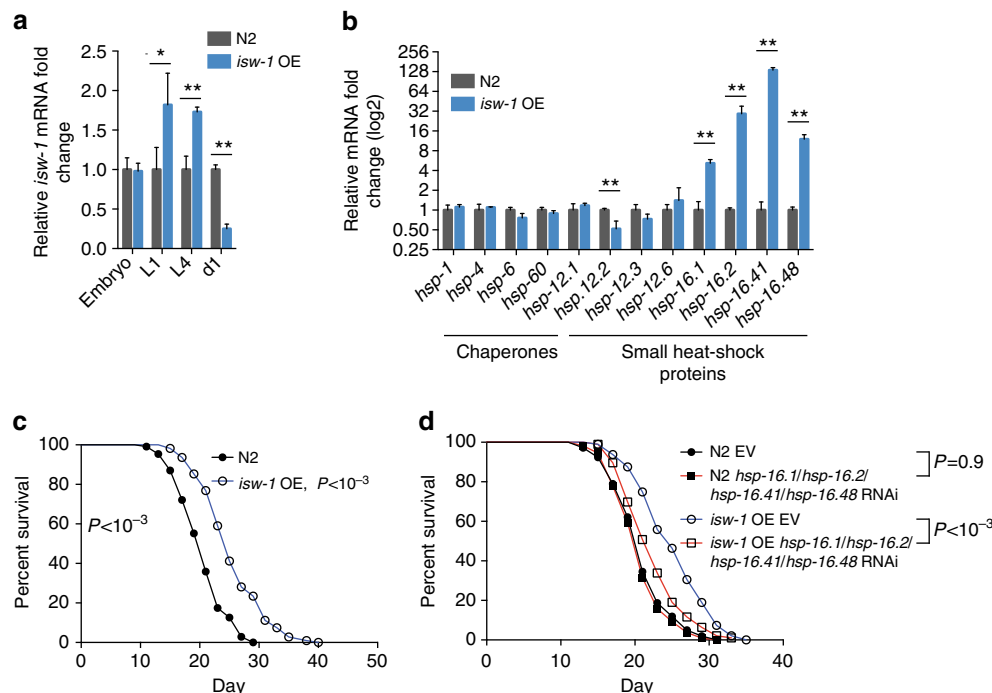 a
N2
isw-1 OE
Relative isw-1 mRNA fold
change
2.5
2.0
1.5
1.0
0.5
0.0
*
**
**
Embryo
L1
L4
d1
b
N2
isw-1 OE
Relative mRNA fold
change (log2)
256
128
64
32
16
8
4
2
1
0.50
0.25
**
**
**
**
**
hsp-1
hsp-4
hsp-6
hsp-60
hsp-12.1
hsp.12.2
hsp-12.3
hsp-12.6
hsp-16.1
hsp-16.2
hsp-16.41
hsp-16.48
Chaperones
Small heat-shock
proteins
c
Percent survival
100
80
60
40
20
0
N2
isw-1 OE, P<10⁻³
P<10⁻³
0
10
20
30
40
50
Day
d
Percent survival
100
80
60
40
20
0
N2 EV
N2 hsp-16.1/hsp-16.2/
hsp-16.41/hsp-16.48 RNAi
P=0.9
isw-1 OE EV
isw-1 OE hsp-16.1/hsp-16.2/
hsp-16.41/hsp-16.48 RNAi
P<10⁻³
0
10
20
30
40
Day